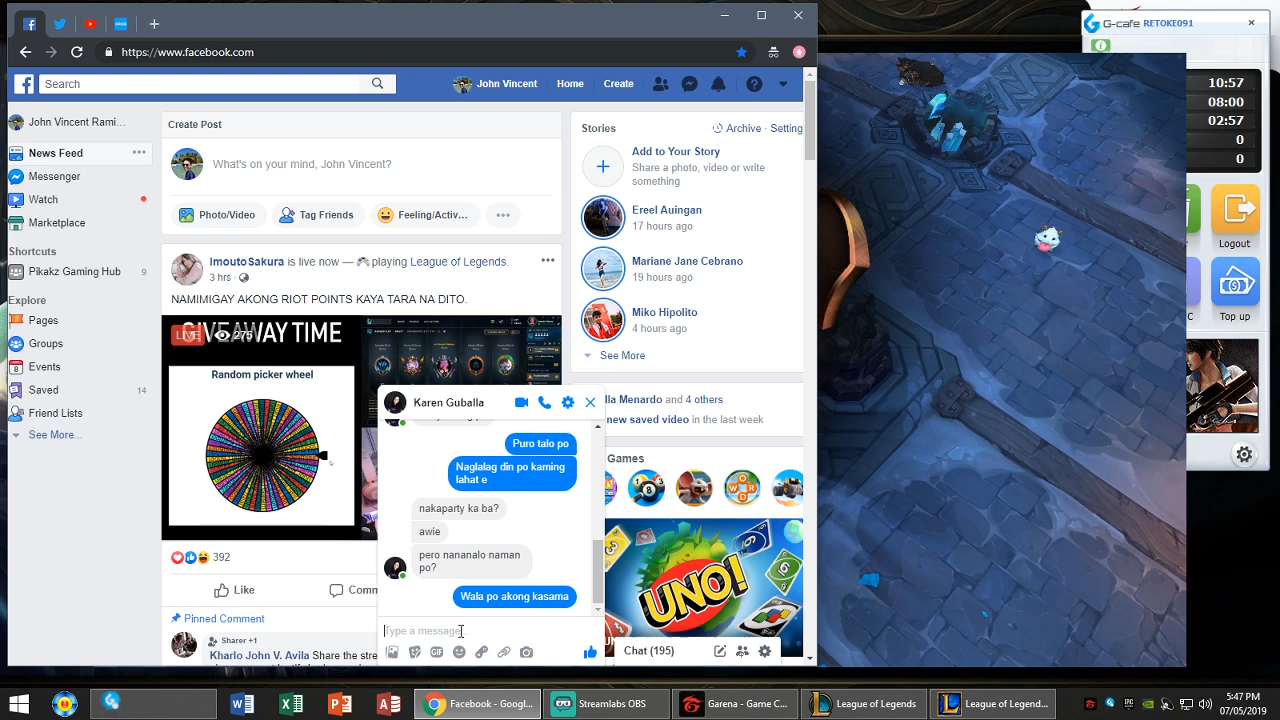 https://www.facebook.com
G-cafe RETOKE091
Search
John Vincent
Home
Create
10:57
08:00
02:57
0
0
Logout
Top up
John Vincent Rami...
News Feed
Messenger
Watch
Marketplace
Shortcuts
Pikakz Gaming Hub 9
Explore
Pages
Groups
Events
Saved 14
Friend Lists
See More...
Create Post
What's on your mind, John Vincent?
Photo/Video
Tag Friends
Feeling/Activ...
ImoutoSakura is live now — playing League of Legends.
3 hrs ·
NAMIMIGAY AKONG RIOT POINTS KAYA TARA NA DITO.
GIVEAWAY TIME
LIVE 275
Random picker wheel
392
Like
Comm
Pinned Comment
Sharer +1
Kharlo John V. Avila Share the stre
Stories
Archive · Setting
Add to Your Story
Share a photo, video or write
something
Ereel Auingan
17 hours ago
Mariane Jane Cebrano
19 hours ago
Miko Hipolito
4 hours ago
See More
lla Menardo and 4 others
new saved video in the last week
Games
UNO!
Karen Guballa
Puro talo po
Naglalag din po kaming
lahat e
nakaparty ka ba?
awie
pero nananalo naman
po?
Wala po akong kasama
Type a message...
GIF
Chat (195)
Facebook - Googl...
Streamlabs OBS
Garena - Game C...
League of Legends
League of Legend...
5:47 PM
07/05/2019